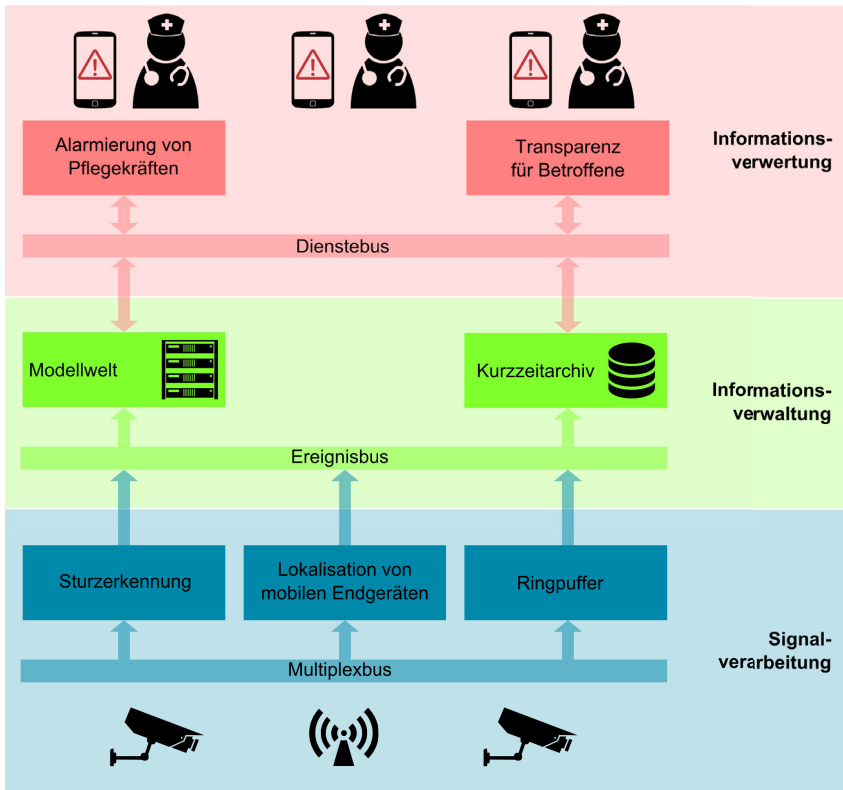 Alarmierung von
Pflegekräften
Transparenz
für Betroffene
Informations-
verwertung
Dienstebus
Modellwelt
Kurzzeitarchiv
Informations-
verwaltung
Ereignisbus
Sturzerkennung
Lokalisation von
mobilen Endgeräten
Ringpuffer
Signal-
verarbeitung
Multiplexbus